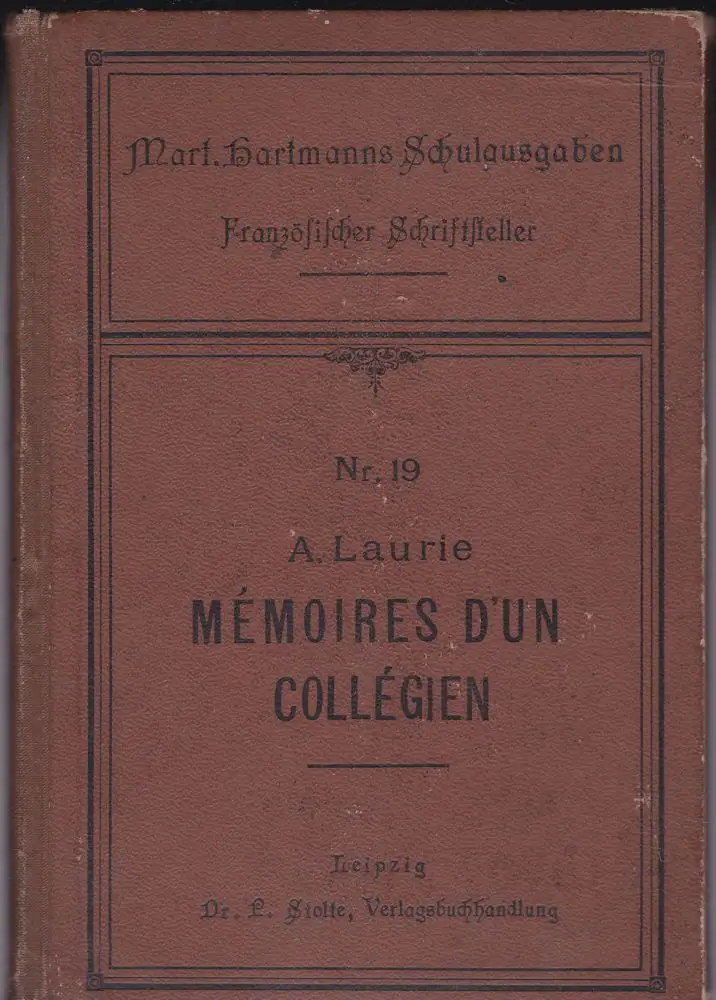 Mart. Hartmanns Schulausgaben
Französischer Schriftsteller
Nr. 19
A. Laurie
MÉMOIRES D'UN
COLLÉGIEN
Leipzig
Dr. P. Stolte, Verlagsbuchhandlung